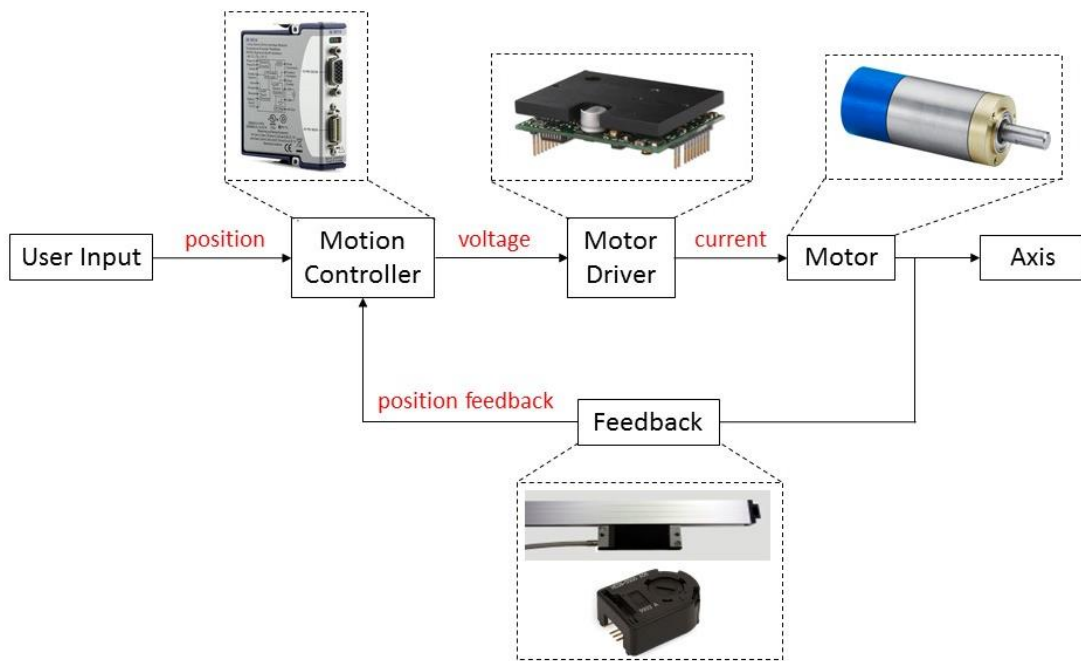 User Input
position
Motion
Controller
voltage
Motor
Driver
current
Motor
Axis
position feedback
Feedback